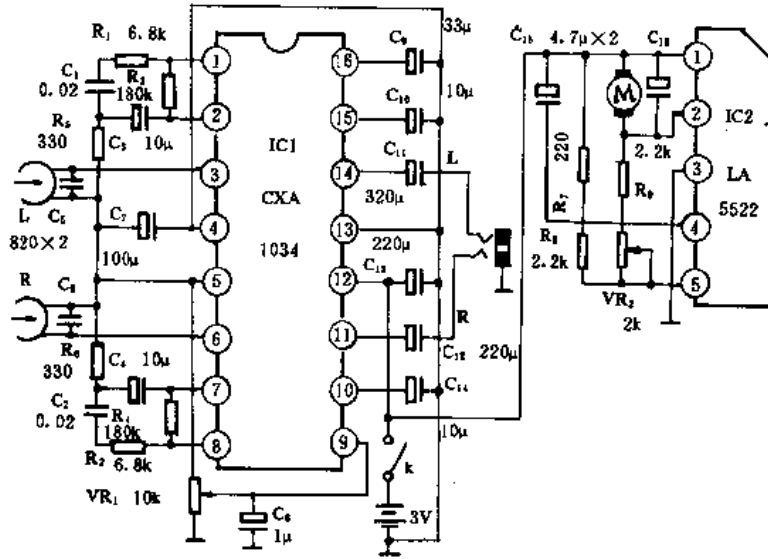 R₁ 6.8k
C₁
0.02
R₃
180k
R₅
330
C₃
10μ
L
C₅
820×2
C₇
100μ
R
C₆
R₆
330
C₄ 10μ
C₂
0.02
R₄
180k
R₂
6.8k
VR₁ 10k
C₈
1μ
1
2
3
4
5
6
7
8
IC1
CXA
1034
16
15
14
13
12
11
10
9
C₉
33μ
C₁₀
10μ
C₁₁
L
320μ
220μ
C₁₃
R
C₁₂
220μ
C₁₄
10μ
k
3V
C₁₅ 4.7μ×2 C₁₆
M
220
R₇
2.2k
R₉
R₈
2.2k
VR₂
2k
1
2
3
4
5
IC2
LA
5522